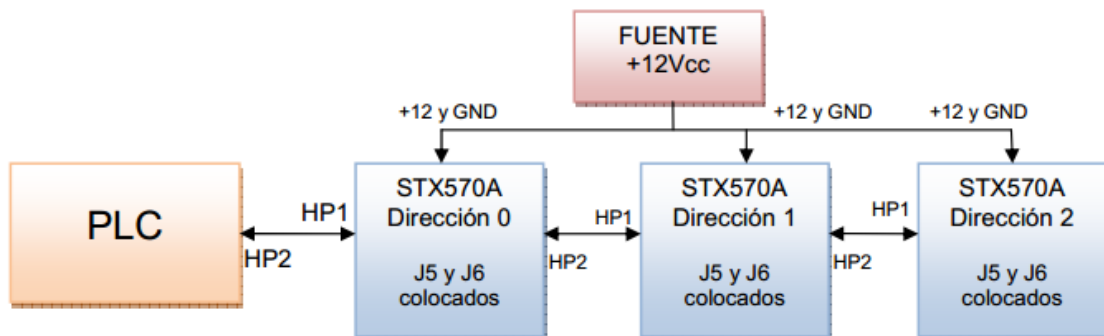 FUENTE
+12Vcc
+12 y GND
+12 y GND
+12 y GND
PLC
HP1
HP2
STX570A
Dirección 0
J5 y J6
colocados
HP1
HP2
STX570A
Dirección 1
J5 y J6
colocados
HP1
HP2
STX570A
Dirección 2
J5 y J6
colocados